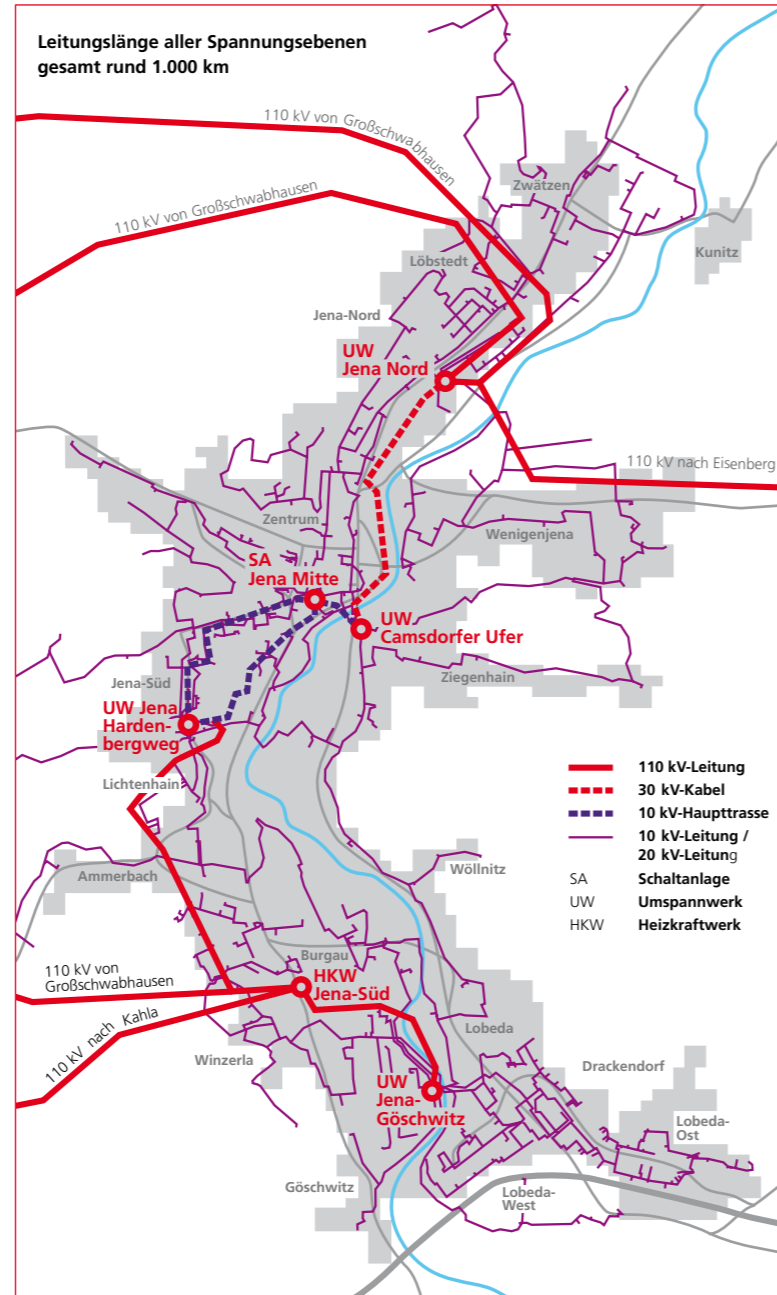 Leitungslänge aller Spannungsebenen
gesamt rund 1.000 km
110 kV von Großschwabhausen
110 kV von Großschwabhausen
Zwätzen
Kunitz
Löbstedt
Jena-Nord
UW
Jena Nord
110 kV nach Eisenberg
Zentrum
Wenigenjena
SA
Jena Mitte
UW
Camsdorfer Ufer
Ziegenhain
Jena-Süd
UW Jena
Harden-
bergweg
Lichtenhain
110 kV-Leitung
30 kV-Kabel
10 kV-Haupttrasse
10 kV-Leitung /
20 kV-Leitung
SA Schaltanlage
UW Umspannwerk
HKW Heizkraftwerk
Ammerbach
Wöllnitz
Burgau
110 kV von
Großschwabhausen
HKW
Jena-Süd
110 kV nach Kahla
Winzerla
Lobeda
UW
Jena-
Göschwitz
Drackendorf
Lobeda-
Ost
Göschwitz
Lobeda-
West